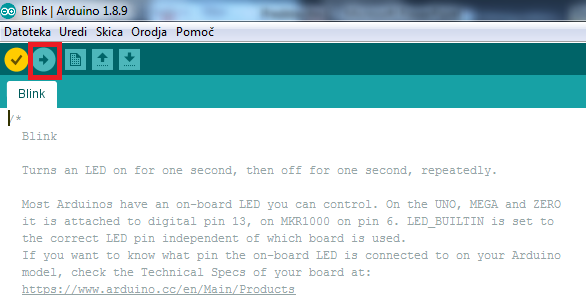 Blink | Arduino 1.8.9
Datoteka Uredi Skica Orodja Pomoč
Blink
/*
Blink
Turns an LED on for one second, then off for one second, repeatedly.
Most Arduinos have an on-board LED you can control. On the UNO, MEGA and ZERO
it is attached to digital pin 13, on MKR1000 on pin 6. LED_BUILTIN is set to
the correct LED pin independent of which board is used.
If you want to know what pin the on-board LED is connected to on your Arduino
model, check the Technical Specs of your board at:
https://www.arduino.cc/en/Main/Products